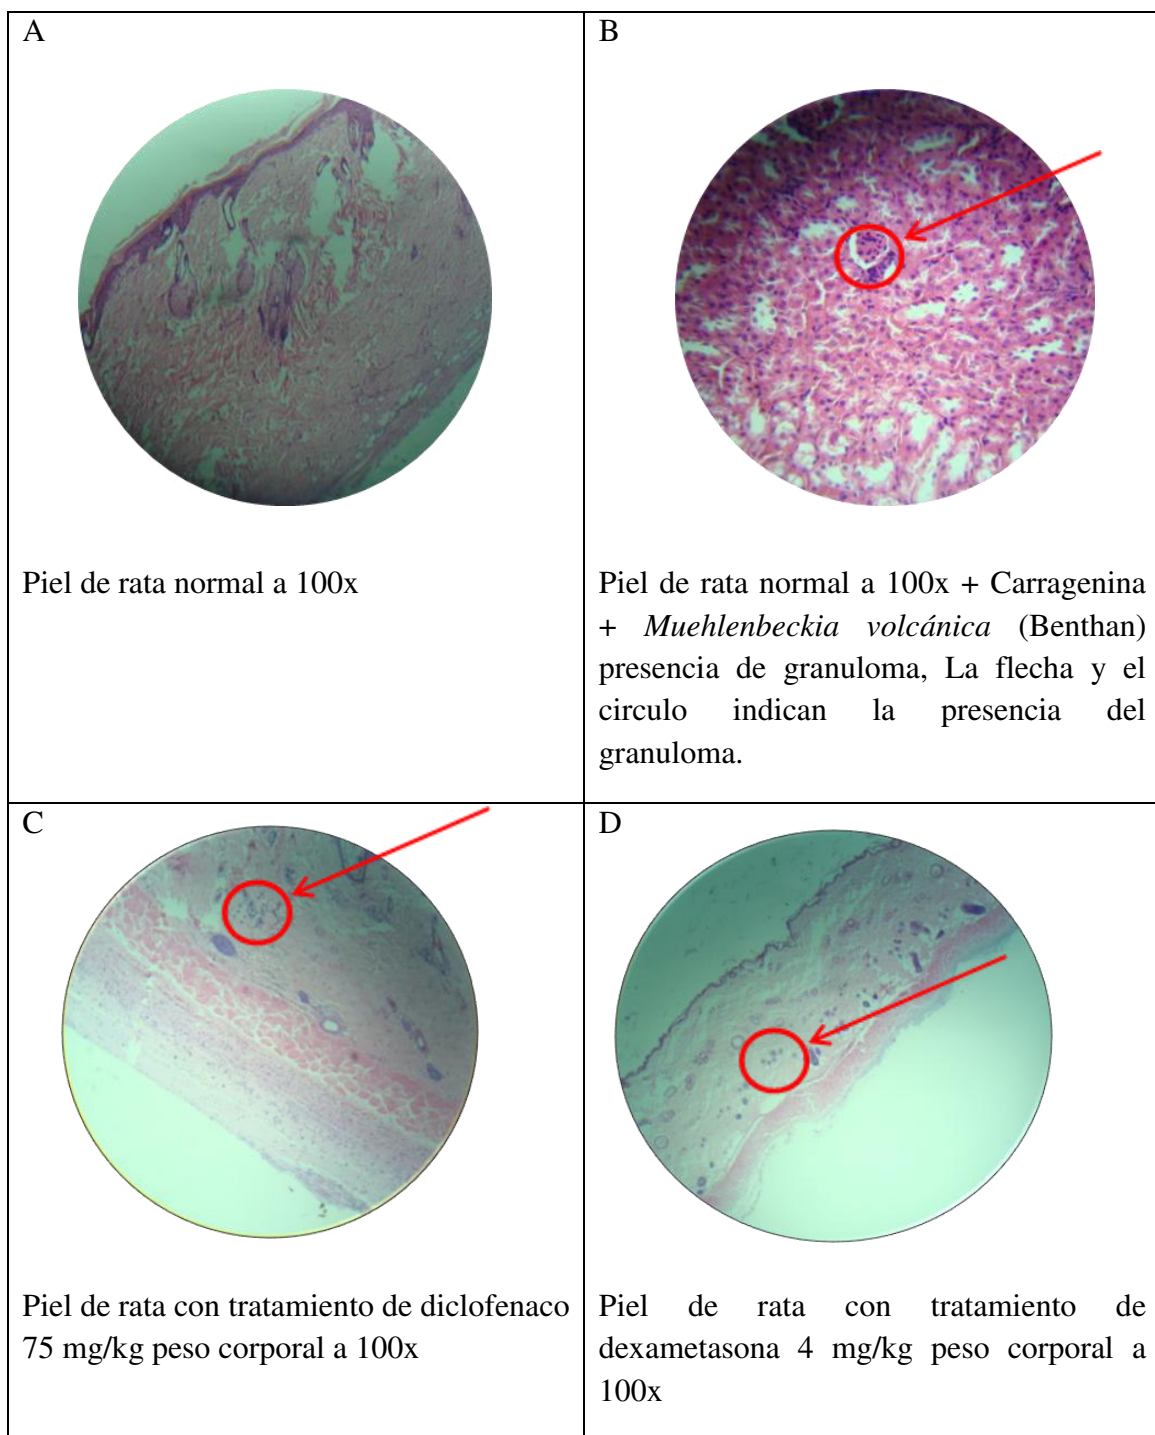 A
Piel de rata normal a 100x
B
Piel de rata normal a 100x + Carragenina
+ Muehlenbeckia volcánica (Benthan)
presencia de granuloma, La flecha y el
circulo indican la presencia del
granuloma.
C
Piel de rata con tratamiento de diclofenaco
75 mg/kg peso corporal a 100x
D
Piel de rata con tratamiento de
dexametasona 4 mg/kg peso corporal a
100x